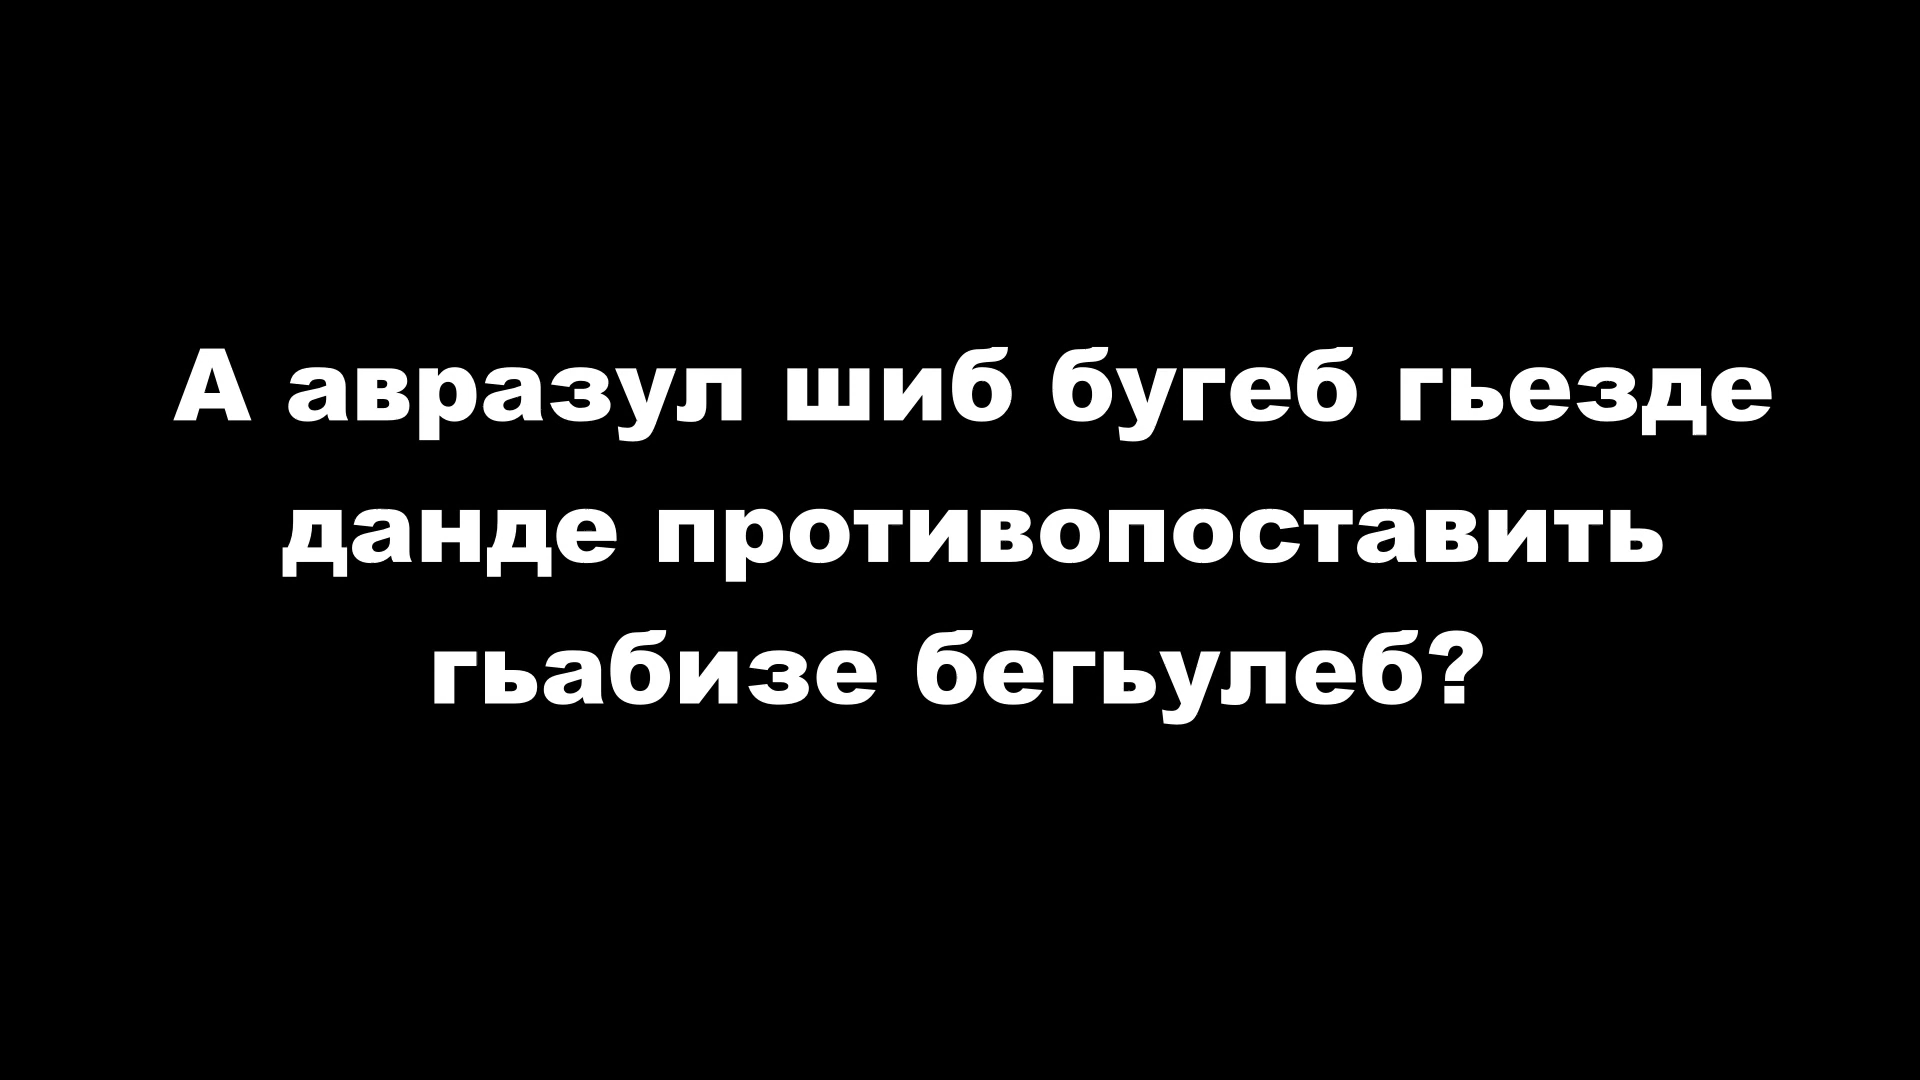 А авразул шиб бугеб гьезде
данде противопоставить
гьабизе бегьулеб?